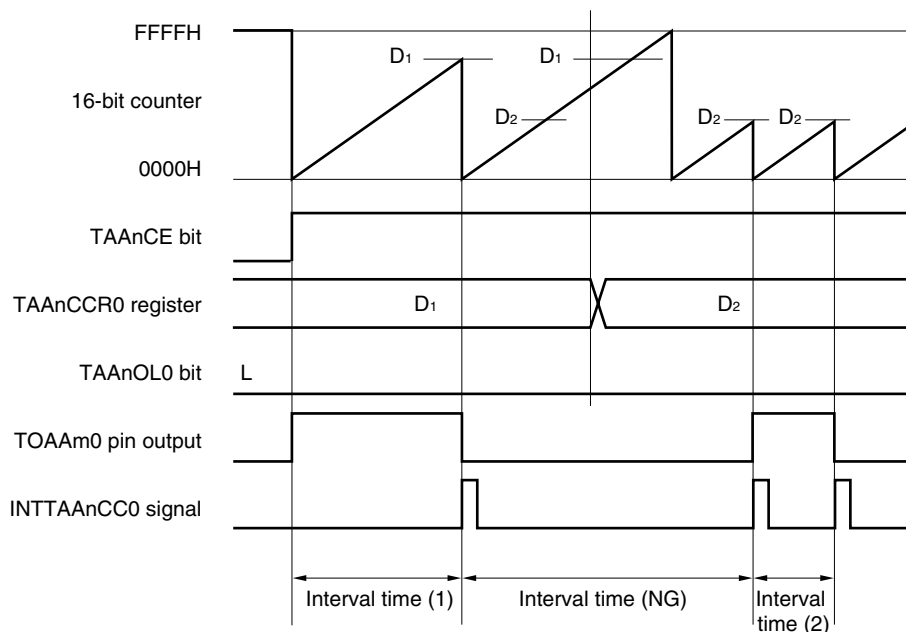 FFFFH
D1
D1
16-bit counter
D2
D2
D2
0000H
TAAnCE bit
TAAnCCR0 register
D1
D2
TAAnOL0 bit
L
TOAAm0 pin output
INTTAAnCC0 signal
Interval time (1)
Interval time (NG)
Interval
time (2)